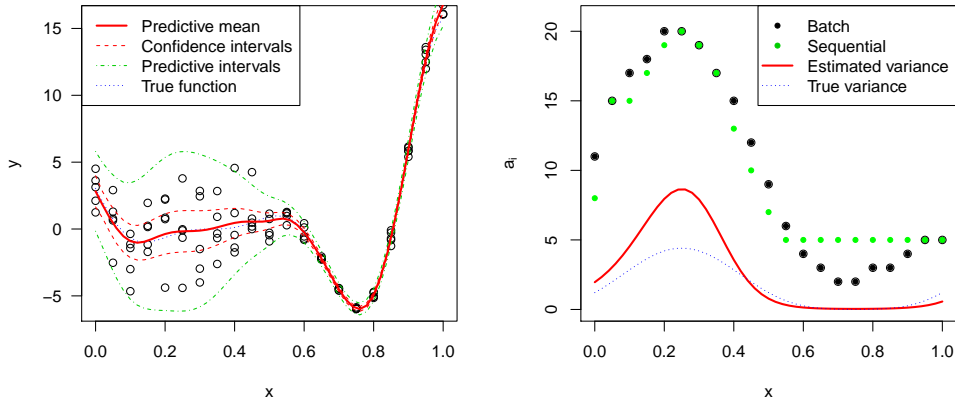 Predictive mean
Confidence intervals
Predictive intervals
True function
15
10
5
0
−5
y
0.0 0.2 0.4 0.6 0.8 1.0
x
Batch
Sequential
Estimated variance
True variance
20
15
10
5
0
aᵢ
0.0 0.2 0.4 0.6 0.8 1.0
x